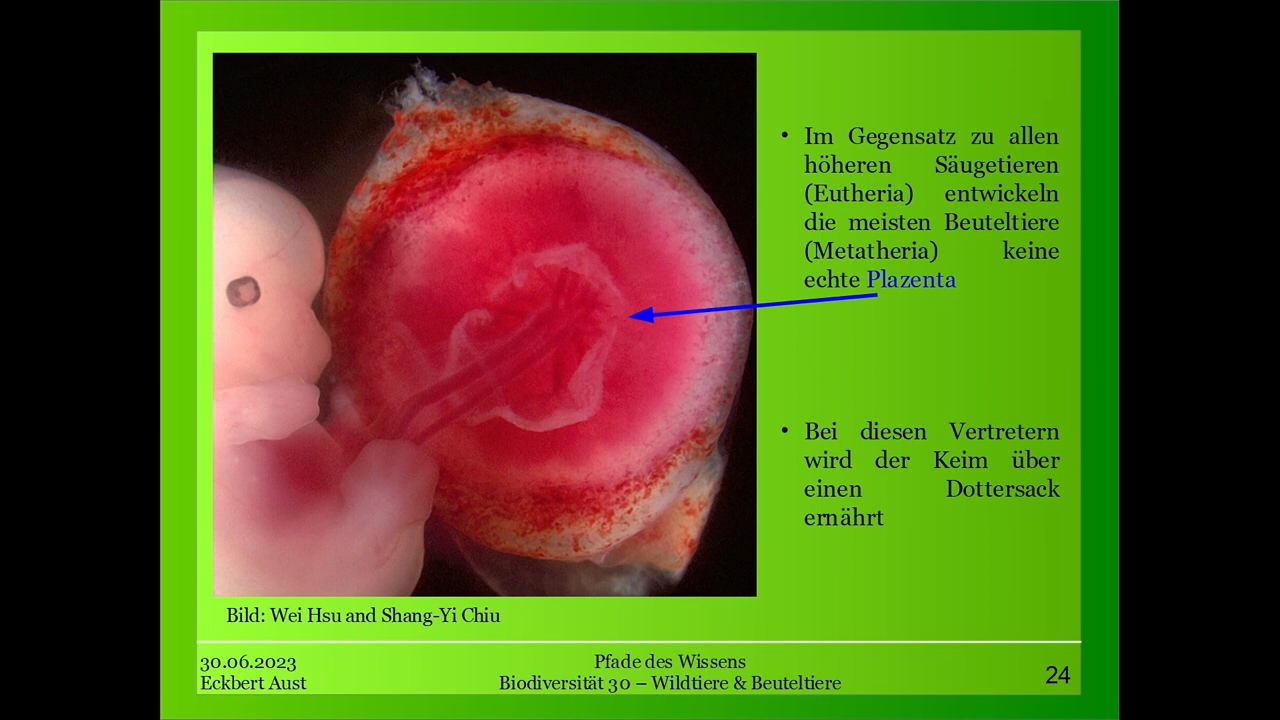 • Im Gegensatz zu allen
höheren Säugetieren
(Eutheria) entwickeln
die meisten Beuteltiere
(Metatheria) keine
echte Plazenta
• Bei diesen Vertretern
wird der Keim über
einen Dottersack
ernährt
Bild: Wei Hsu and Shang-Yi Chiu
30.06.2023
Eckbert Aust
Pfade des Wissens
Biodiversität 30 – Wildtiere & Beuteltiere
24